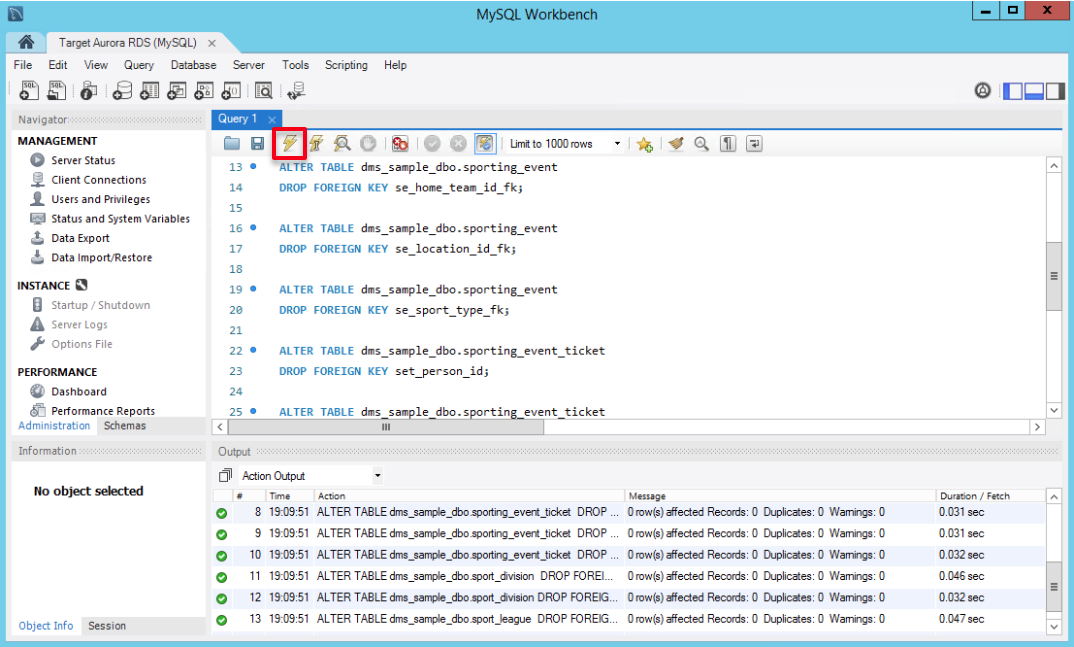 MySQL Workbench
Target Aurora RDS (MySQL)
File Edit View Query Database Server Tools Scripting Help
Navigator
MANAGEMENT
Server Status
Client Connections
Users and Privileges
Status and System Variables
Data Export
Data Import/Restore
INSTANCE
Startup / Shutdown
Server Logs
Options File
PERFORMANCE
Dashboard
Performance Reports
Administration Schemas
Information
No object selected
Object Info Session
Query 1
Limit to 1000 rows
13 ALTER TABLE dms_sample_dbo.sporting_event
14 DROP FOREIGN KEY se_home_team_id_fk;
15
16 ALTER TABLE dms_sample_dbo.sporting_event
17 DROP FOREIGN KEY se_location_id_fk;
18
19 ALTER TABLE dms_sample_dbo.sporting_event
20 DROP FOREIGN KEY se_sport_type_fk;
21
22 ALTER TABLE dms_sample_dbo.sporting_event_ticket
23 DROP FOREIGN KEY set_person_id;
24
25 ALTER TABLE dms_sample_dbo.sporting_event_ticket
Output
Action Output
# Time Action Message Duration / Fetch
8 19:09:51 ALTER TABLE dms_sample_dbo.sporting_event_ticket DROP ... 0 row(s) affected Records: 0 Duplicates: 0 Warnings: 0 0.031 sec
9 19:09:51 ALTER TABLE dms_sample_dbo.sporting_event_ticket DROP ... 0 row(s) affected Records: 0 Duplicates: 0 Warnings: 0 0.031 sec
10 19:09:51 ALTER TABLE dms_sample_dbo.sporting_event_ticket DROP ... 0 row(s) affected Records: 0 Duplicates: 0 Warnings: 0 0.032 sec
11 19:09:51 ALTER TABLE dms_sample_dbo.sport_division DROP FOREI... 0 row(s) affected Records: 0 Duplicates: 0 Warnings: 0 0.046 sec
12 19:09:51 ALTER TABLE dms_sample_dbo.sport_division DROP FOREIG... 0 row(s) affected Records: 0 Duplicates: 0 Warnings: 0 0.032 sec
13 19:09:51 ALTER TABLE dms_sample_dbo.sport_league DROP FOREIG... 0 row(s) affected Records: 0 Duplicates: 0 Warnings: 0 0.047 sec